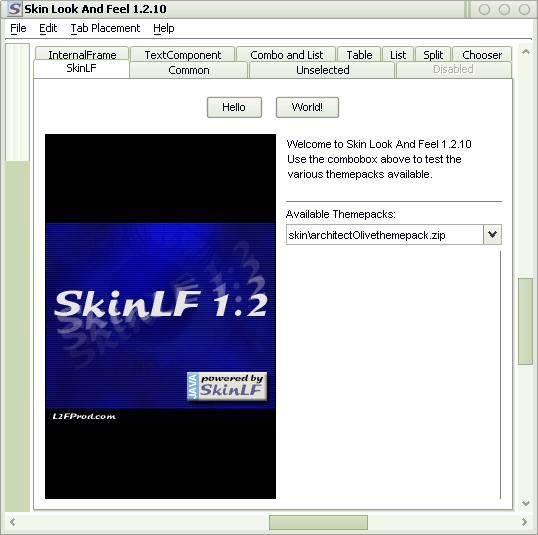 Skin Look And Feel 1.2.10
File Edit Tab Placement Help
InternalFrame TextComponent Combo and List Table List Split Chooser
SkinLF Common Unselected Disabled
Hello World!
Welcome to Skin Look And Feel 1.2.10
Use the combobox above to test the
various themepacks available.
Available Themepacks:
skin\architectOlivethemepack.zip
SkinLF 1:2
JAVA powered by
SkinLF
L2FProd.com